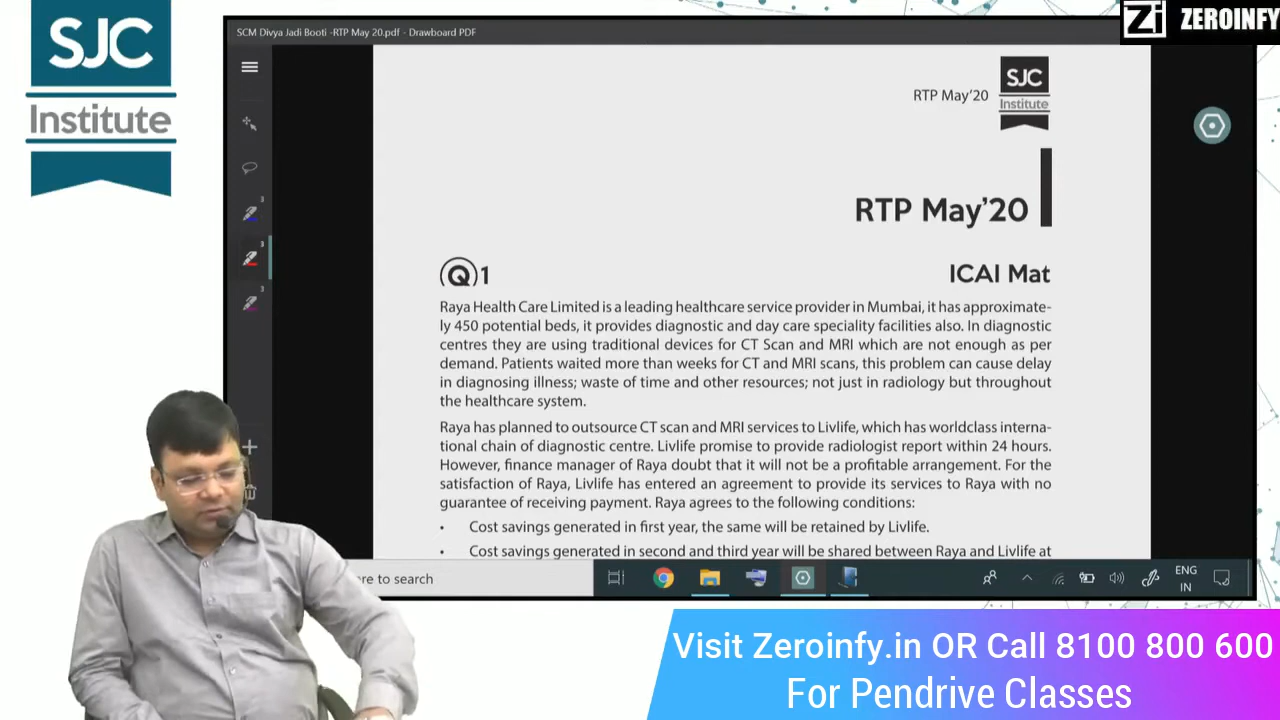 SJC
Institute
Zi ZEROINFY
SCM Divya Jadi Booti -RTP May 20.pdf - Drawboard PDF
RTP May'20
SJC
Institute
RTP May'20
Q1 ICAI Mat
Raya Health Care Limited is a leading healthcare service provider in Mumbai, it has approximate-
ly 450 potential beds, it provides diagnostic and day care speciality facilities also. In diagnostic
centres they are using traditional devices for CT Scan and MRI which are not enough as per
demand. Patients waited more than weeks for CT and MRI scans, this problem can cause delay
in diagnosing illness; waste of time and other resources; not just in radiology but throughout
the healthcare system.
Raya has planned to outsource CT scan and MRI services to Livlife, which has worldclass interna-
tional chain of diagnostic centre. Livlife promise to provide radiologist report within 24 hours.
However, finance manager of Raya doubt that it will not be a profitable arrangement. For the
satisfaction of Raya, Livlife has entered an agreement to provide its services to Raya with no
guarantee of receiving payment. Raya agrees to the following conditions:
• Cost savings generated in first year, the same will be retained by Livlife.
• Cost savings generated in second and third year will be shared between Raya and Livlife at
3
3
3
ere to search
ENG
IN
Visit Zeroinfy.in OR Call 8100 800 600
For Pendrive Classes